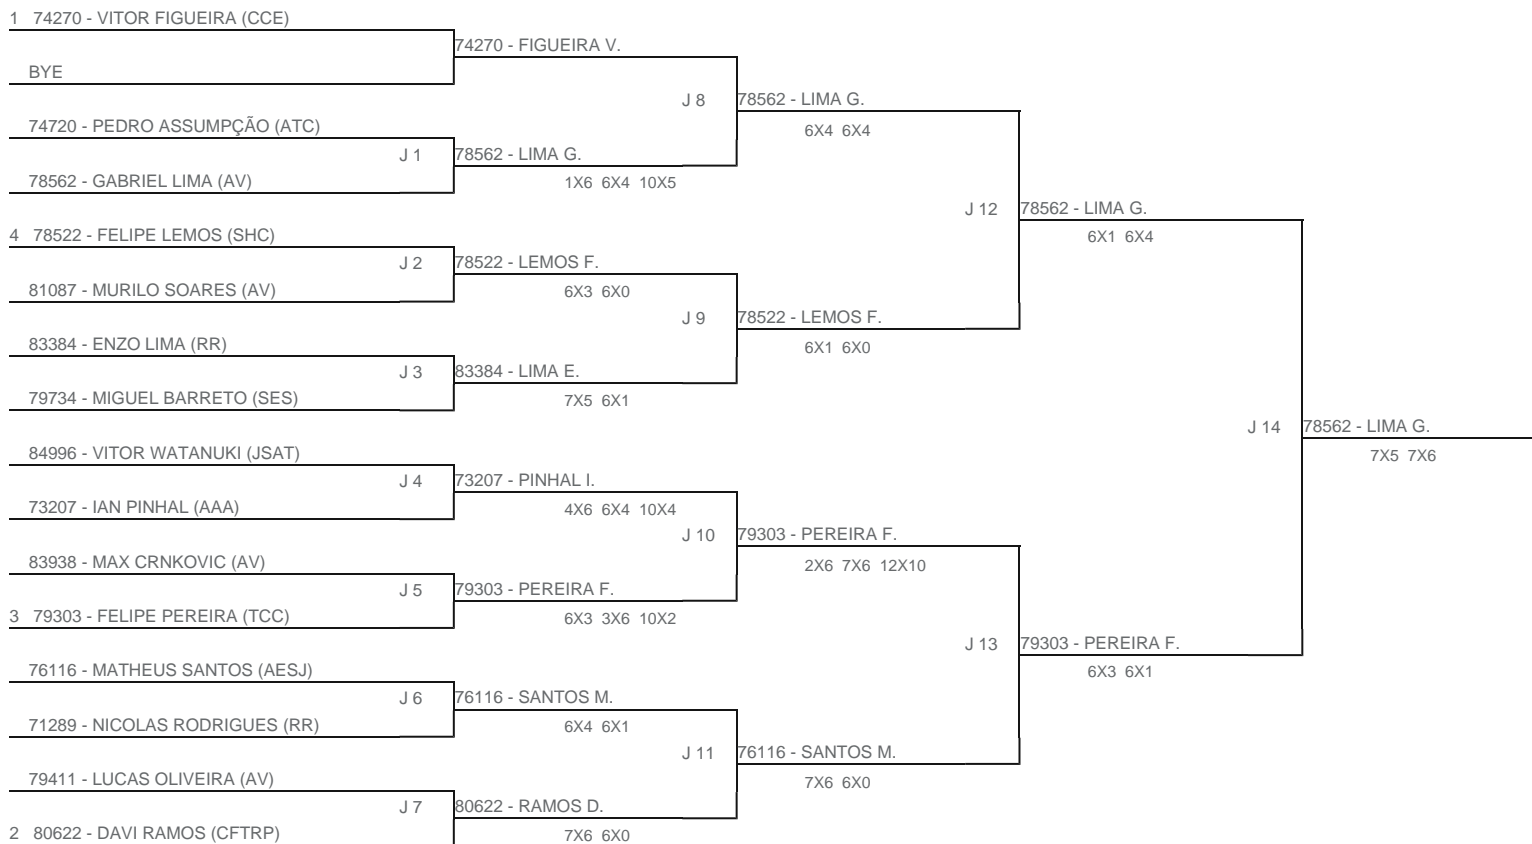 1 74270 - VITOR FIGUEIRA (CCE)
74270 - FIGUEIRA V.
BYE
J 8
78562 - LIMA G.
74720 - PEDRO ASSUMPÇÃO (ATC)
6X4 6X4
J 1
78562 - LIMA G.
78562 - GABRIEL LIMA (AV)
1X6 6X4 10X5
J 12
78562 - LIMA G.
4 78522 - FELIPE LEMOS (SHC)
6X1 6X4
J 2
78522 - LEMOS F.
81087 - MURILO SOARES (AV)
6X3 6X0
J 9
78522 - LEMOS F.
83384 - ENZO LIMA (RR)
6X1 6X0
J 3
83384 - LIMA E.
79734 - MIGUEL BARRETO (SES)
7X5 6X1
J 14
78562 - LIMA G.
84996 - VITOR WATANUKI (JSAT)
7X5 7X6
J 4
73207 - PINHAL I.
73207 - IAN PINHAL (AAA)
4X6 6X4 10X4
J 10
79303 - PEREIRA F.
83938 - MAX CRNKOVIC (AV)
2X6 7X6 12X10
J 5
79303 - PEREIRA F.
3 79303 - FELIPE PEREIRA (TCC)
6X3 3X6 10X2
J 13
79303 - PEREIRA F.
76116 - MATHEUS SANTOS (AESJ)
6X3 6X1
J 6
76116 - SANTOS M.
71289 - NICOLAS RODRIGUES (RR)
6X4 6X1
J 11
76116 - SANTOS M.
79411 - LUCAS OLIVEIRA (AV)
7X6 6X0
J 7
80622 - RAMOS D.
2 80622 - DAVI RAMOS (CFTRP)
7X6 6X0